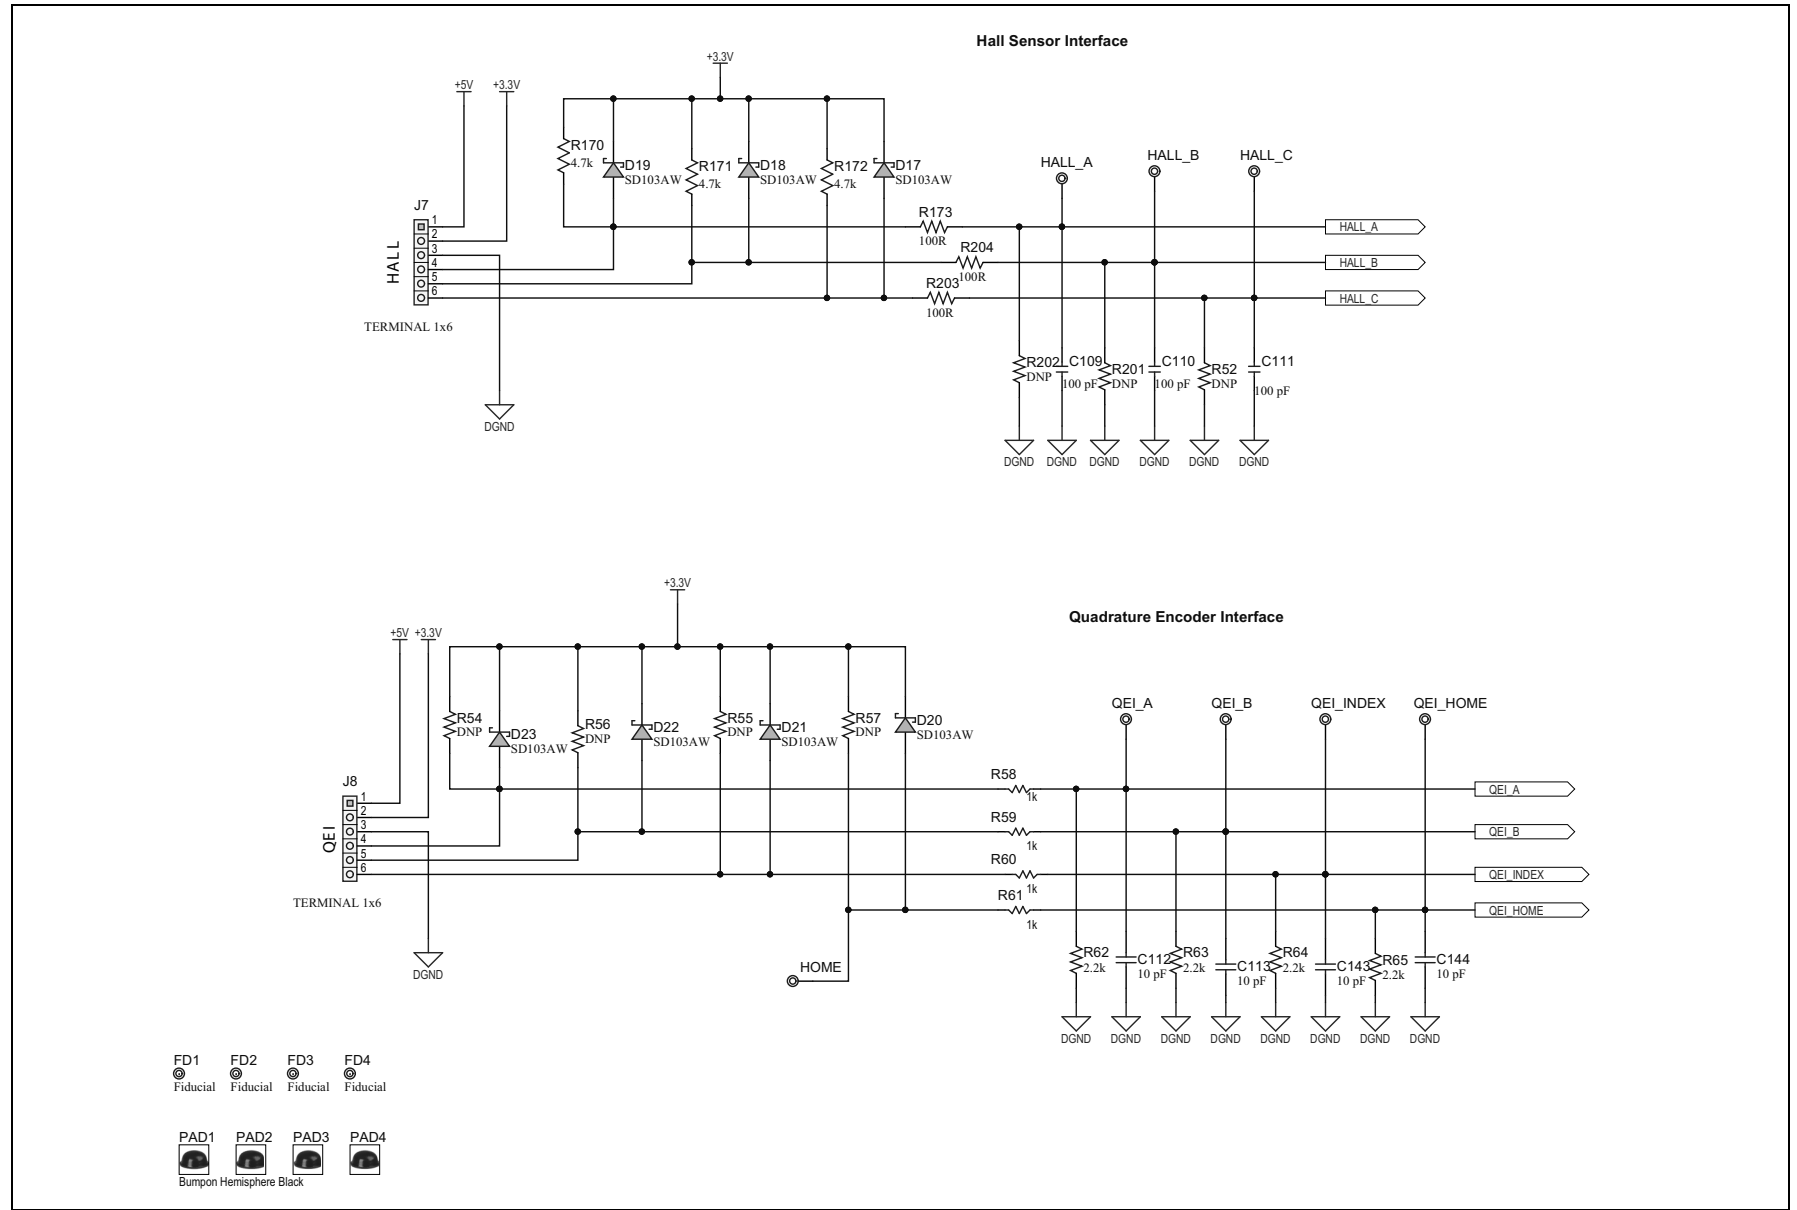 Hall Sensor Interface
+3.3V
+5V
+3.3V
R170
4.7k
D19
SD103AW
R171
4.7k
D18
SD103AW
R172
4.7k
D17
SD103AW
HALL_A
HALL_B
HALL_C
J7
HALL
1
2
3
4
5
6
TERMINAL 1x6
R173
100R
R204
100R
R203
100R
HALL_A
HALL_B
HALL_C
R202
DNP
C109
100 pF
R201
DNP
C110
100 pF
R52
DNP
C111
100 pF
DGND
DGND
DGND
DGND
DGND
DGND
DGND
Quadrature Encoder Interface
+3.3V
+5V
+3.3V
R54
DNP
D23
SD103AW
R56
DNP
D22
SD103AW
R55
DNP
D21
SD103AW
R57
DNP
D20
SD103AW
QEI_A
QEI_B
QEI_INDEX
QEI_HOME
J8
QEI
1
2
3
4
5
6
TERMINAL 1x6
R58
1k
R59
1k
R60
1k
R61
1k
QEI_A
QEI_B
QEI_INDEX
QEI_HOME
DGND
HOME
R62
2.2k
C112
10 pF
R63
2.2k
C113
10 pF
R64
2.2k
C143
10 pF
R65
2.2k
C144
10 pF
DGND
DGND
DGND
DGND
DGND
DGND
DGND
DGND
FD1
Fiducial
FD2
Fiducial
FD3
Fiducial
FD4
Fiducial
PAD1
PAD2
PAD3
PAD4
Bumpon Hemisphere Black